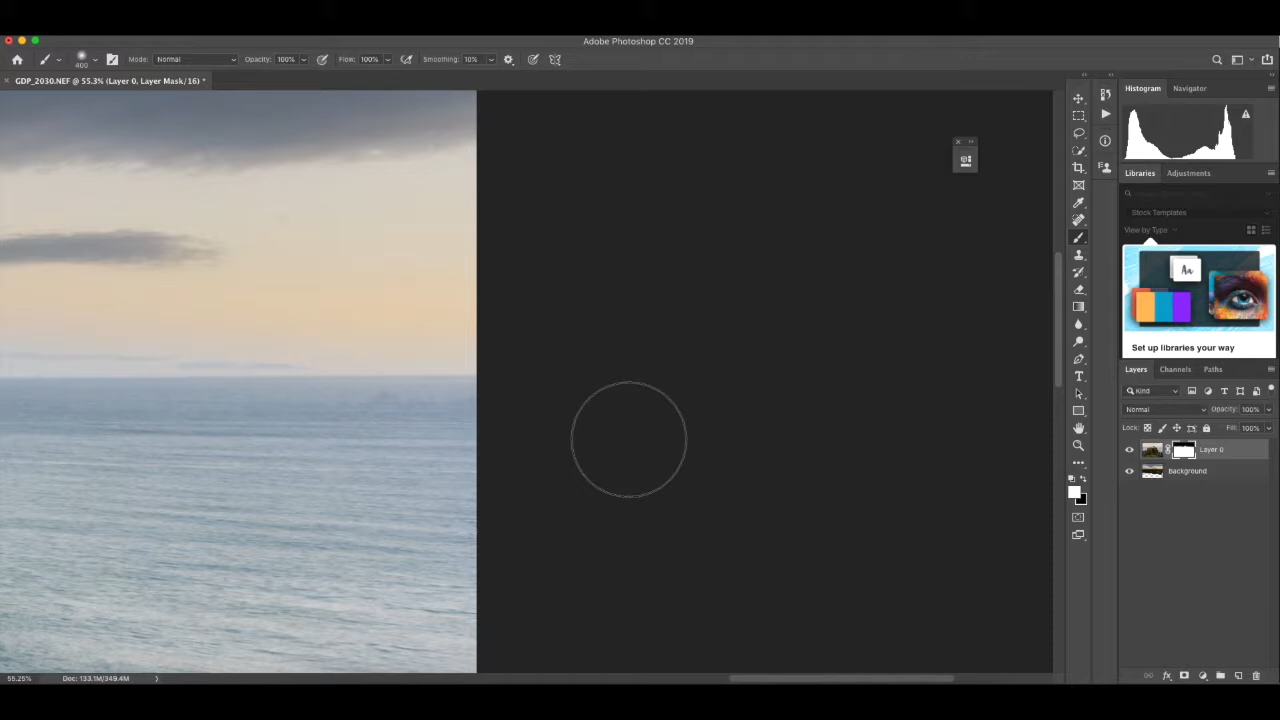 Adobe Photoshop CC 2019
400
Mode: Normal
Opacity: 100%
Flow: 100%
Smoothing: 10%
GDP_2030.NEF @ 55.3% (Layer 0, Layer Mask/16) *
Histogram
Navigator
Libraries
Adjustments
Stock Templates
View by Type
Aa
Set up libraries your way
Layers
Channels
Paths
Kind
Normal
Opacity: 100%
Lock:
Fill: 100%
Layer 0
Background
55.25%
Doc: 133.1M/349.4M